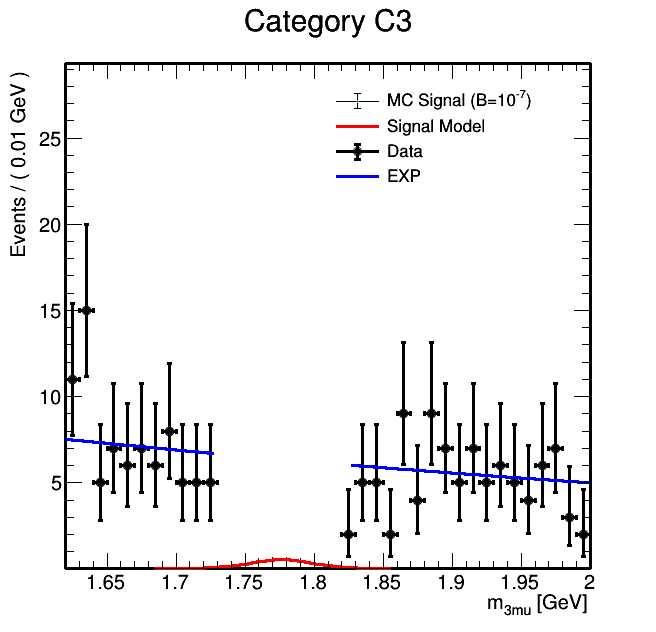 Category C3
Events / ( 0.01 GeV )
MC Signal (B=10⁻⁷)
Signal Model
Data
EXP
25
20
15
10
5
1.65 1.7 1.75 1.8 1.85 1.9 1.95 2
m_3mu [GeV]